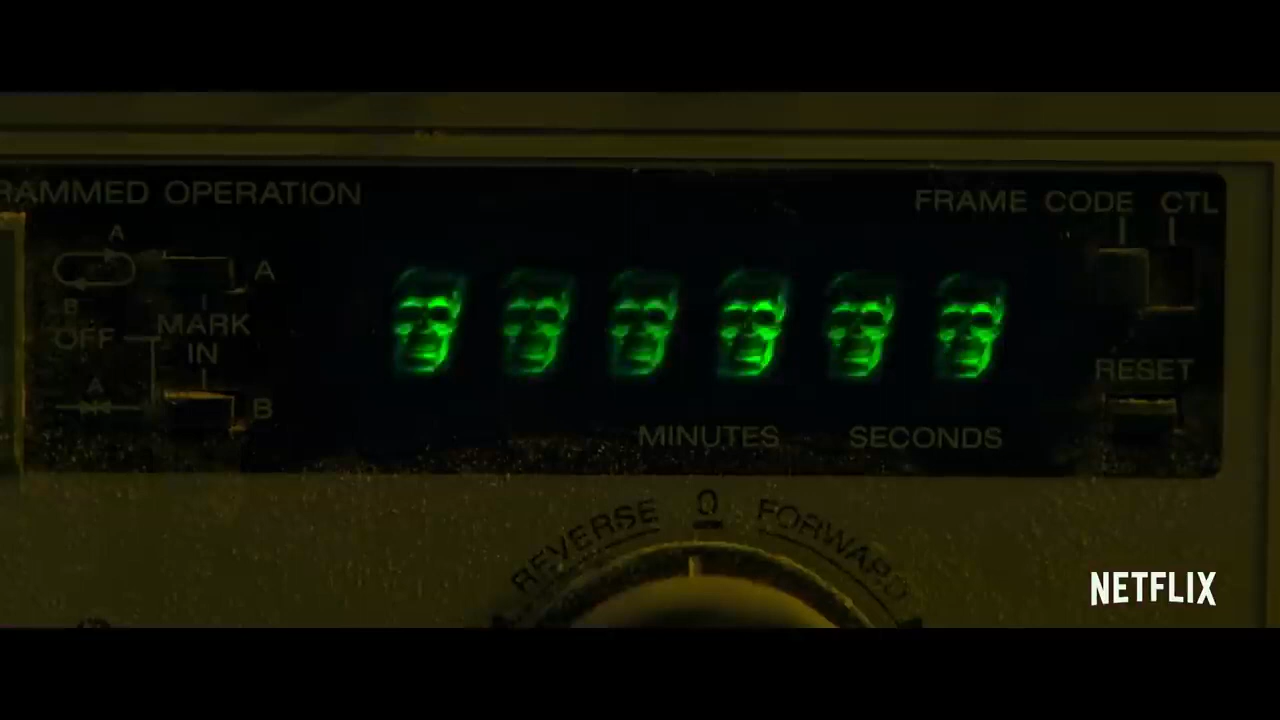 RAMMED OPERATION
FRAME CODE CTL
A
A
B
MARK
IN
OFF
A
B
RESET
MINUTES SECONDS
REVERSE 0 FORWARD
NETFLIX